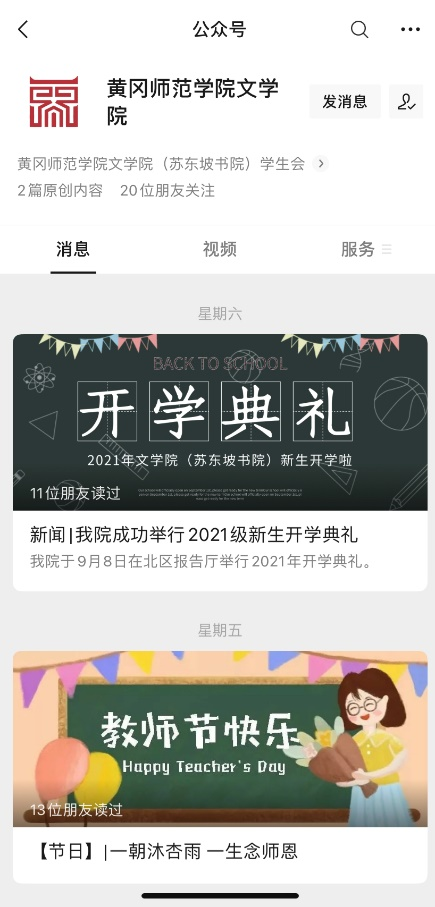 公众号
黄冈师范学院文学
院
发消息
黄冈师范学院文学院（苏东坡书院）学生会
2篇原创内容 20位朋友关注
消息 视频 服务
星期六
BACK TO SCHOOL
开学典礼
2021年文学院（苏东坡书院）新生开学啦
11位朋友读过
新闻|我院成功举行2021级新生开学典礼
我院于9月8日在北区报告厅举行2021年开学典礼。
星期五
教师节快乐
Happy Teacher's Day
13位朋友读过
【节日】|一朝沐杏雨 一生念师恩